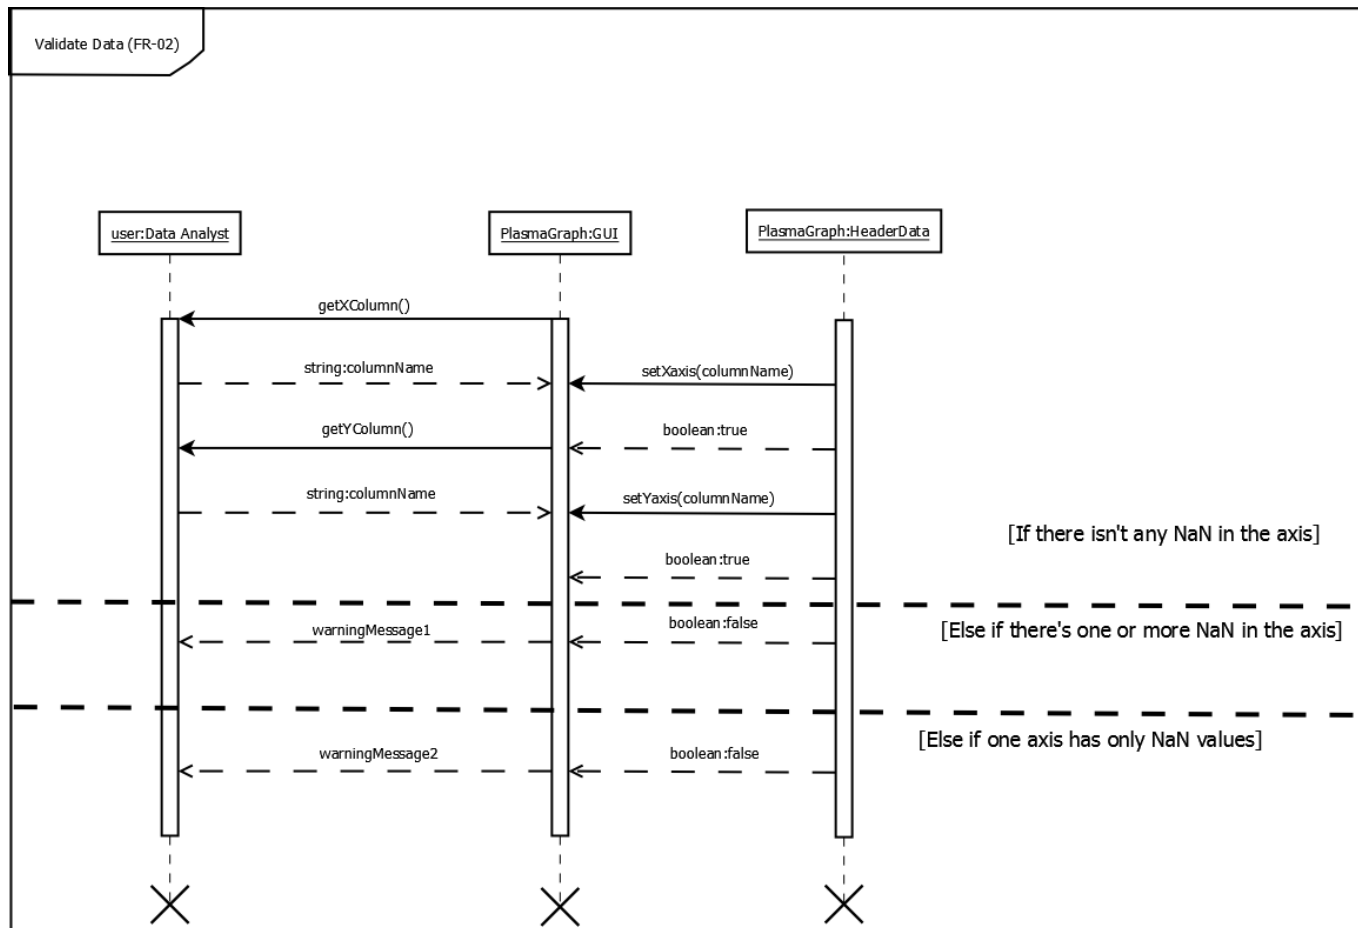 Validate Data (FR-02)
user:Data Analyst
PlasmaGraph:GUI
PlasmaGraph:HeaderData
getXColumn()
string:columnName
setXaxis(columnName)
getYColumn()
boolean:true
string:columnName
setYaxis(columnName)
[If there isn't any NaN in the axis]
boolean:true
warningMessage1
boolean:false
[Else if there's one or more NaN in the axis]
[Else if one axis has only NaN values]
warningMessage2
boolean:false